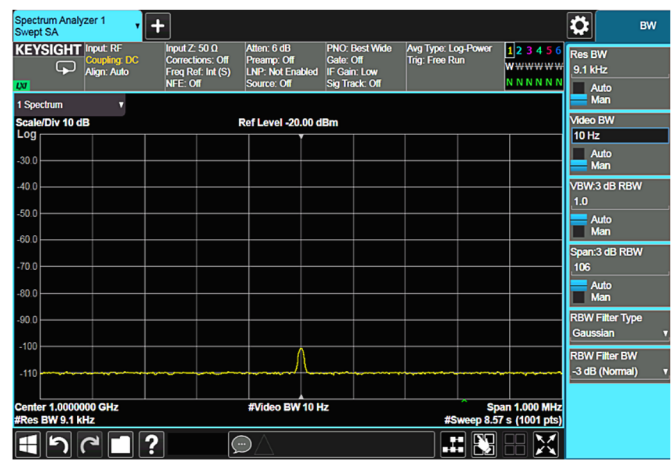 Spectrum Analyzer 1
Swept SA
BW
KEYSIGHT
Input: RF
Coupling: DC
Align: Auto
Input Z: 50 Ω
Corrections: Off
Freq Ref: Int (S)
NFE: Off
Atten: 6 dB
Preamp: Off
LNP: Not Enabled
Source: Off
PNO: Best Wide
Gate: Off
IF Gain: Low
Sig Track: Off
Avg Type: Log-Power
Trig: Free Run
1 2 3 4 5 6
W W W W W W
N N N N N N
LXI
1 Spectrum
Scale/Div 10 dB
Ref Level -20.00 dBm
Log
-30.0
-40.0
-50.0
-60.0
-70.0
-80.0
-90.0
-100
-110
Center 1.0000000 GHz
#Video BW 10 Hz
Span 1.000 MHz
#Res BW 9.1 kHz
#Sweep 8.57 s (1001 pts)
Res BW
9.1 kHz
Auto
Man
Video BW
10 Hz
Auto
Man
VBW:3 dB RBW
1.0
Auto
Man
Span:3 dB RBW
106
Auto
Man
RBW Filter Type
Gaussian
RBW Filter BW
-3 dB (Normal)
?